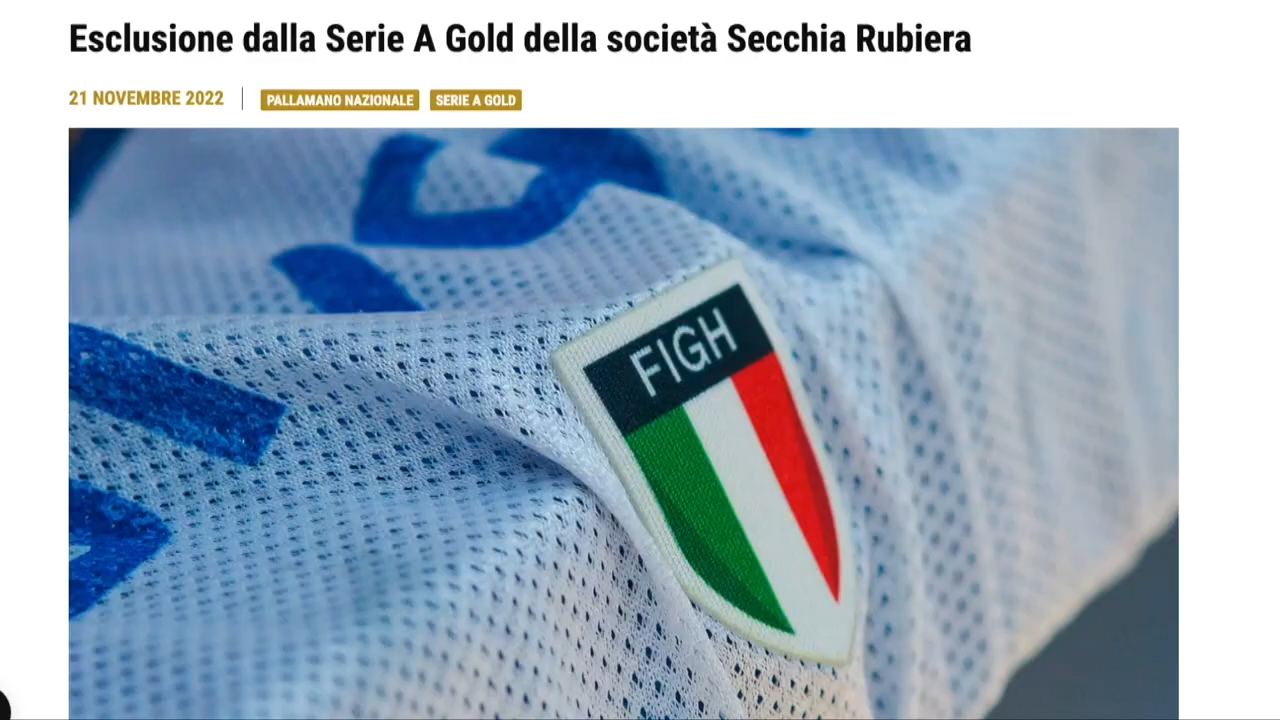 Esclusione dalla Serie A Gold della società Secchia Rubiera
21 NOVEMBRE 2022
PALLAMANO NAZIONALE
SERIE A GOLD
FIGH